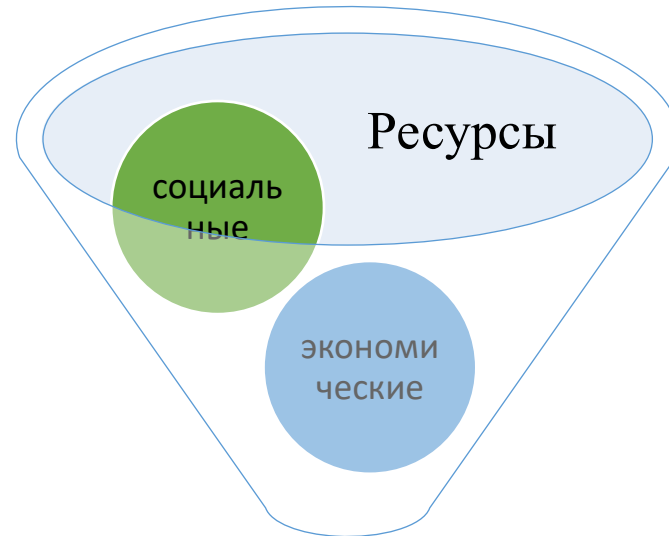 Ресурсы
социаль
ные
экономи
ческие